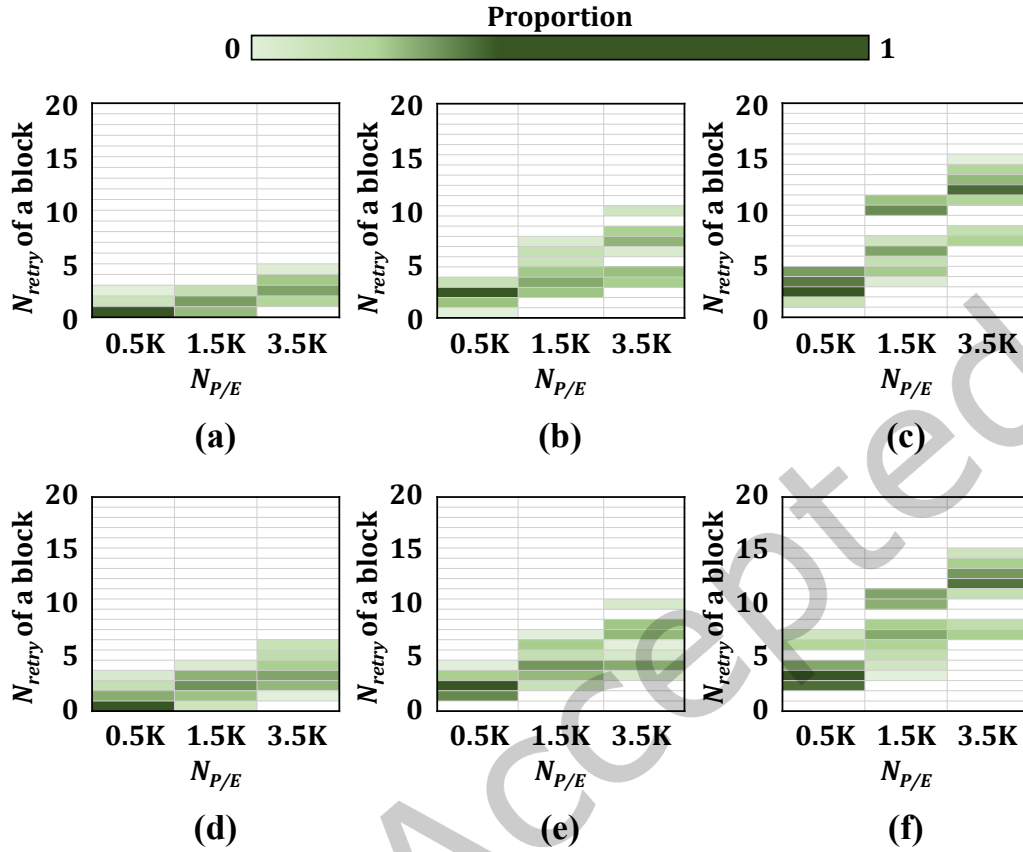 Proportion
0 1
20 20 20
15 15 15
10 10 10
5 5 5
0 0 0
N_retry of a block N_retry of a block N_retry of a block
0.5K 1.5K 3.5K 0.5K 1.5K 3.5K 0.5K 1.5K 3.5K
N_P/E N_P/E N_P/E
(a) (b) (c)
20 20 20
15 15 15
10 10 10
5 5 5
0 0 0
N_retry of a block N_retry of a block N_retry of a block
0.5K 1.5K 3.5K 0.5K 1.5K 3.5K 0.5K 1.5K 3.5K
N_P/E N_P/E N_P/E
(d) (e) (f)
Accepted